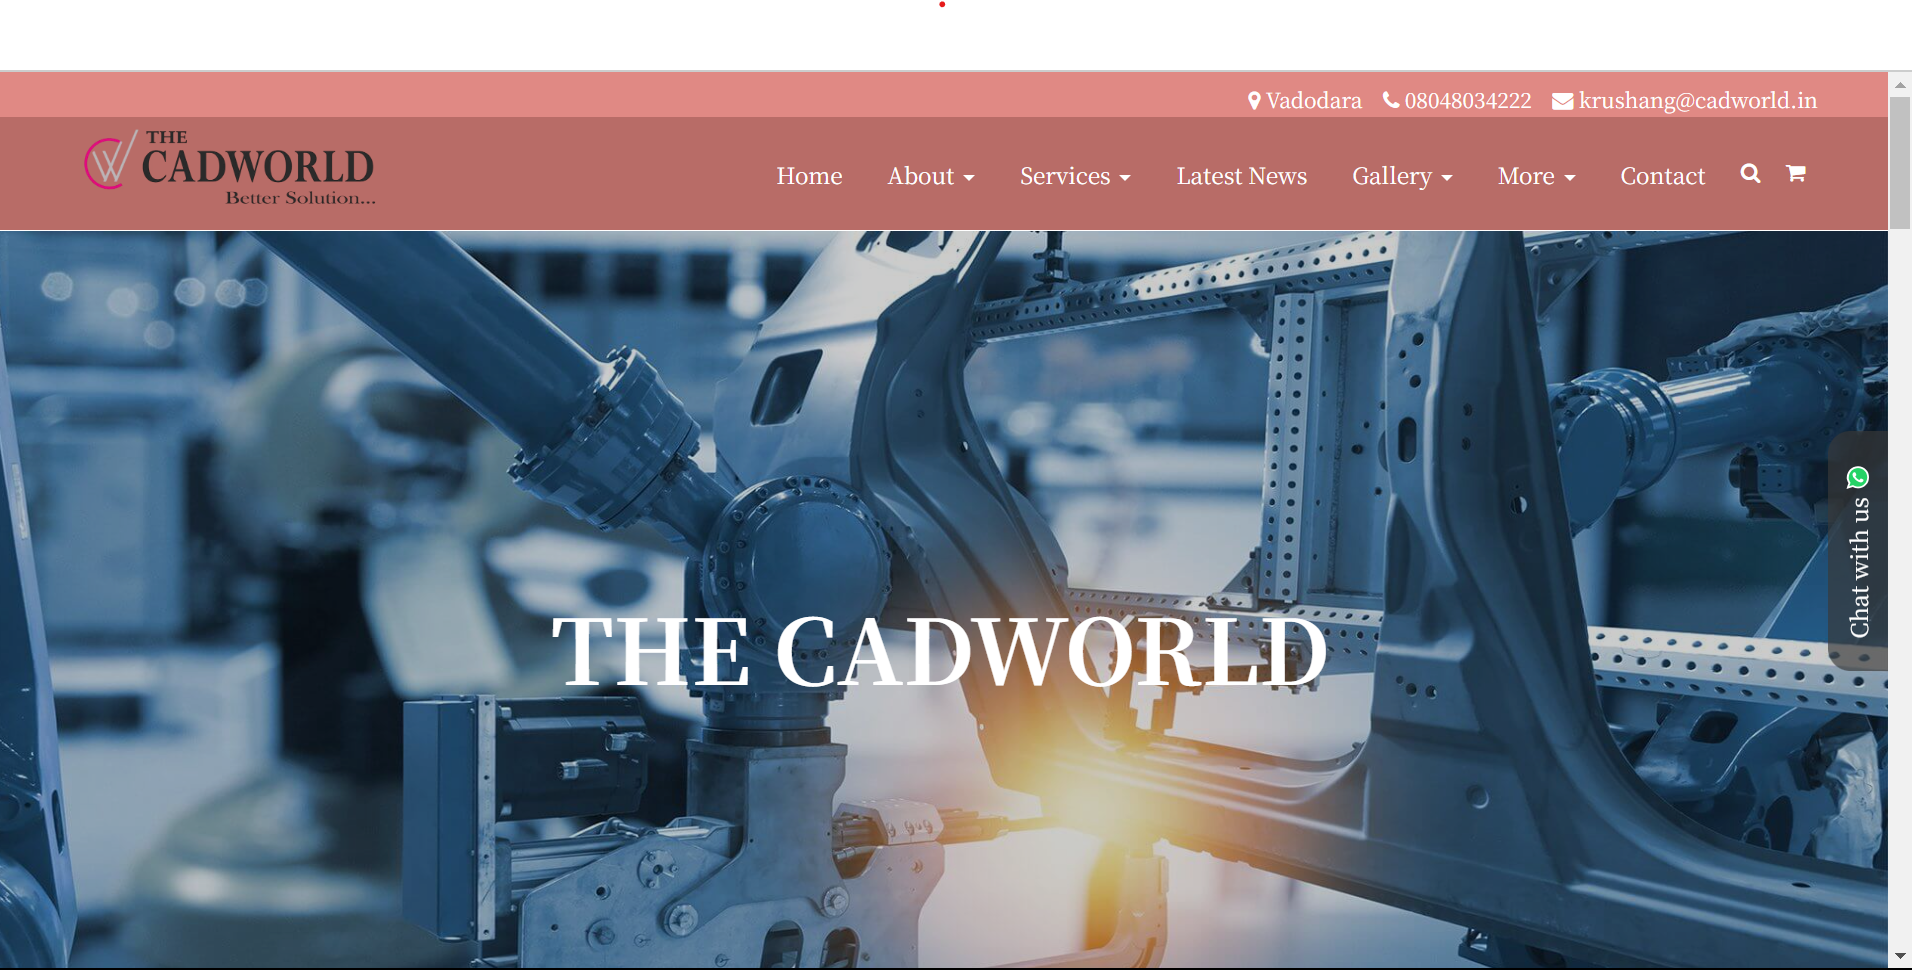 Vadodara 08048034222 krushang@cadworld.in
THE
CADWORLD
Better Solution...
Home About Services Latest News Gallery More Contact
Chat with us
THE CADWORLD